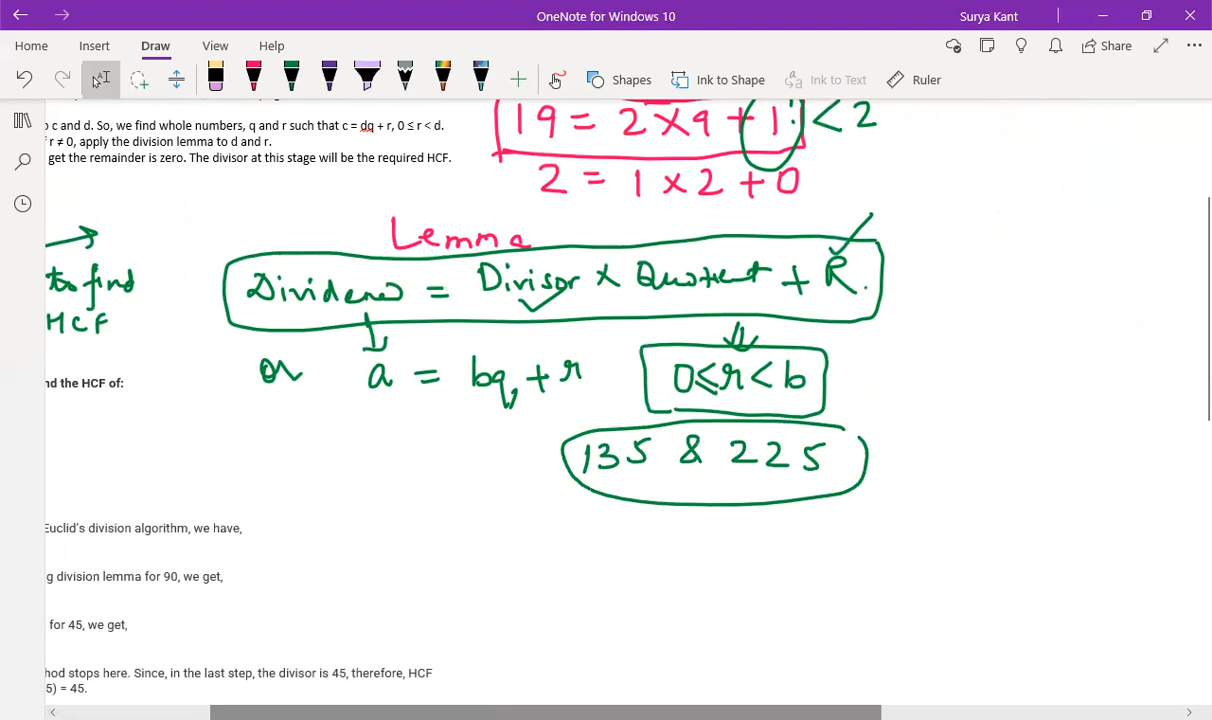 OneNote for Windows 10
Surya Kant
Home Insert Draw View Help
Share
Shapes Ink to Shape Ink to Text Ruler
19 = 2 × 9 + 1 < 2
c and d. So, we find whole numbers, q and r such that c = dq + r, 0 ≤ r < d.
r ≠ 0, apply the division lemma to d and r.
get the remainder is zero. The divisor at this stage will be the required HCF.
2 = 1 × 2 + 0
Lemma
to find
HCF
Dividend = Divisor × Quotient + R.
or a = bq + r 0 ≤ r < b
nd the HCF of:
135 & 225
Euclid's division algorithm, we have,
g division lemma for 90, we get,
for 45, we get,
hod stops here. Since, in the last step, the divisor is 45, therefore, HCF
5) = 45.